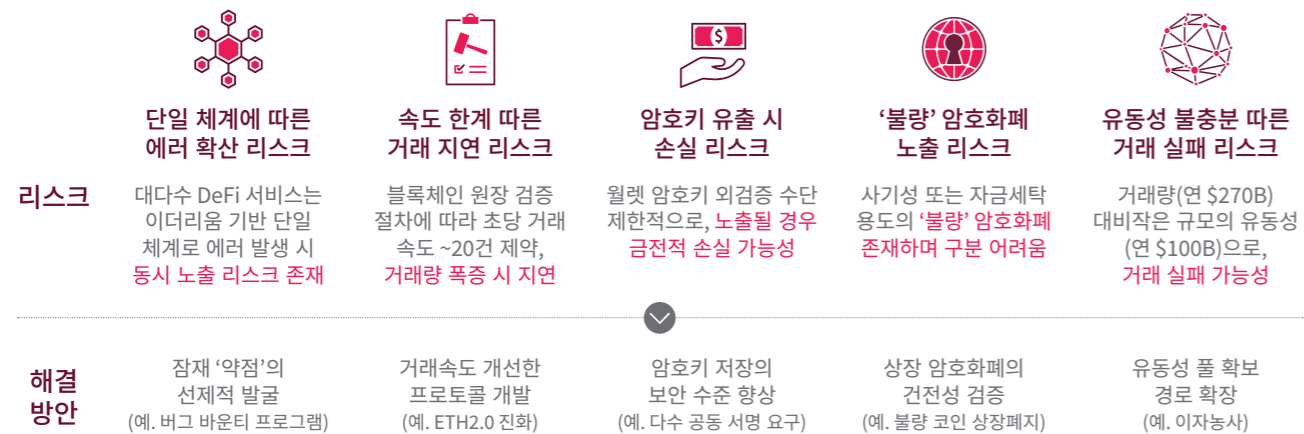 단일 체계에 따른
에러 확산 리스크
속도 한계 따른
거래 지연 리스크
암호키 유출 시
손실 리스크
‘불량’ 암호화폐
노출 리스크
유동성 불충분 따른
거래 실패 리스크
리스크
대다수 DeFi 서비스는
이더리움 기반 단일
체계로 에러 발생 시
동시 노출 리스크 존재
블록체인 원장 검증
절차에 따라 초당 거래
속도 ~20건 제약,
거래량 폭증 시 지연
월렛 암호키 외검증 수단
제한적으로, 노출될 경우
금전적 손실 가능성
사기성 또는 자금세탁
용도의 ‘불량’ 암호화폐
존재하며 구분 어려움
거래량(연 $270B)
대비작은 규모의 유동성
(연 $100B)으로,
거래 실패 가능성
해결
방안
잠재 ‘약점’의
선제적 발굴
(예. 버그 바운티 프로그램)
거래속도 개선한
프로토콜 개발
(예. ETH2.0 진화)
암호키 저장의
보안 수준 향상
(예. 다수 공동 서명 요구)
상장 암호화폐의
건전성 검증
(예. 불량 코인 상장폐지)
유동성 풀 확보
경로 확장
(예. 이자농사)